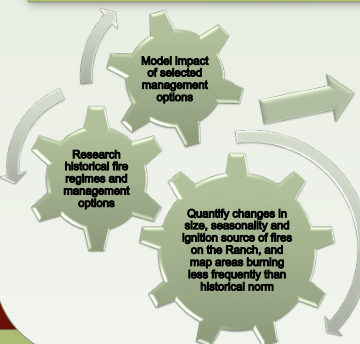 Model impact
of selected
management
options
Research
historical fire
regimes and
management
options
Quantify changes in
size, seasonality and
ignition source of fires
on the Ranch, and
map areas burning
less frequently than
historical norm